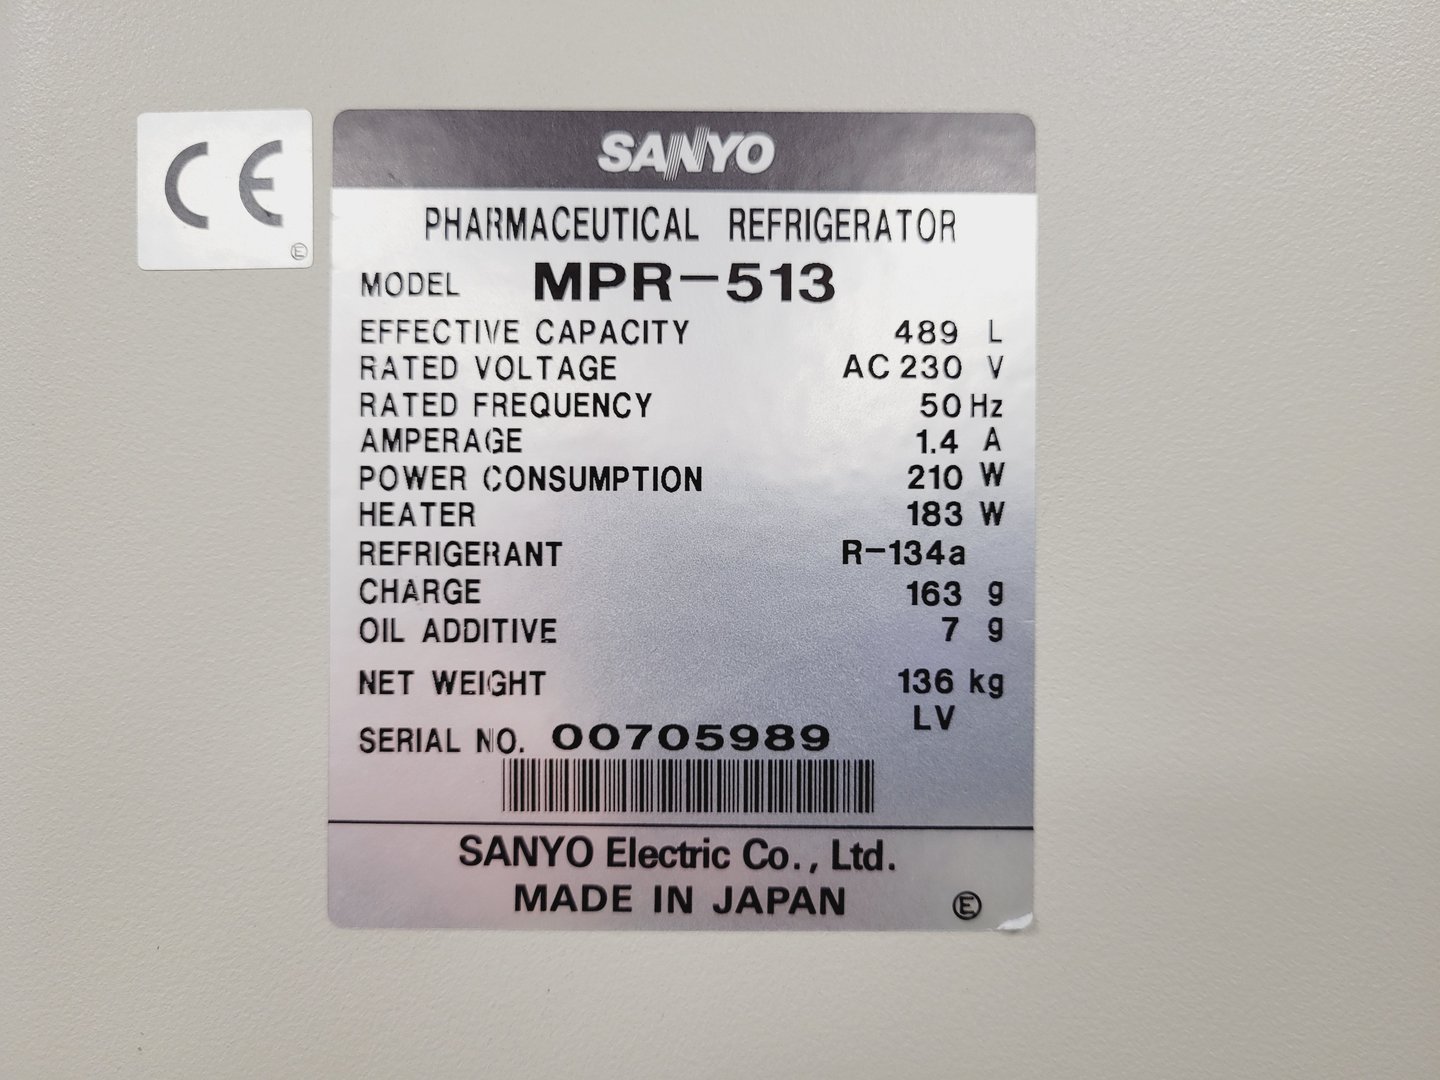 CE
E
SANYO
PHARMACEUTICAL REFRIGERATOR
MODEL MPR-513
EFFECTIVE CAPACITY 489 L
RATED VOLTAGE AC 230 V
RATED FREQUENCY 50 Hz
AMPERAGE 1.4 A
POWER CONSUMPTION 210 W
HEATER 183 W
REFRIGERANT R-134a
CHARGE 163 g
OIL ADDITIVE 7 g
NET WEIGHT 136 kg
LV
SERIAL NO. 00705989
SANYO Electric Co., Ltd.
MADE IN JAPAN
E